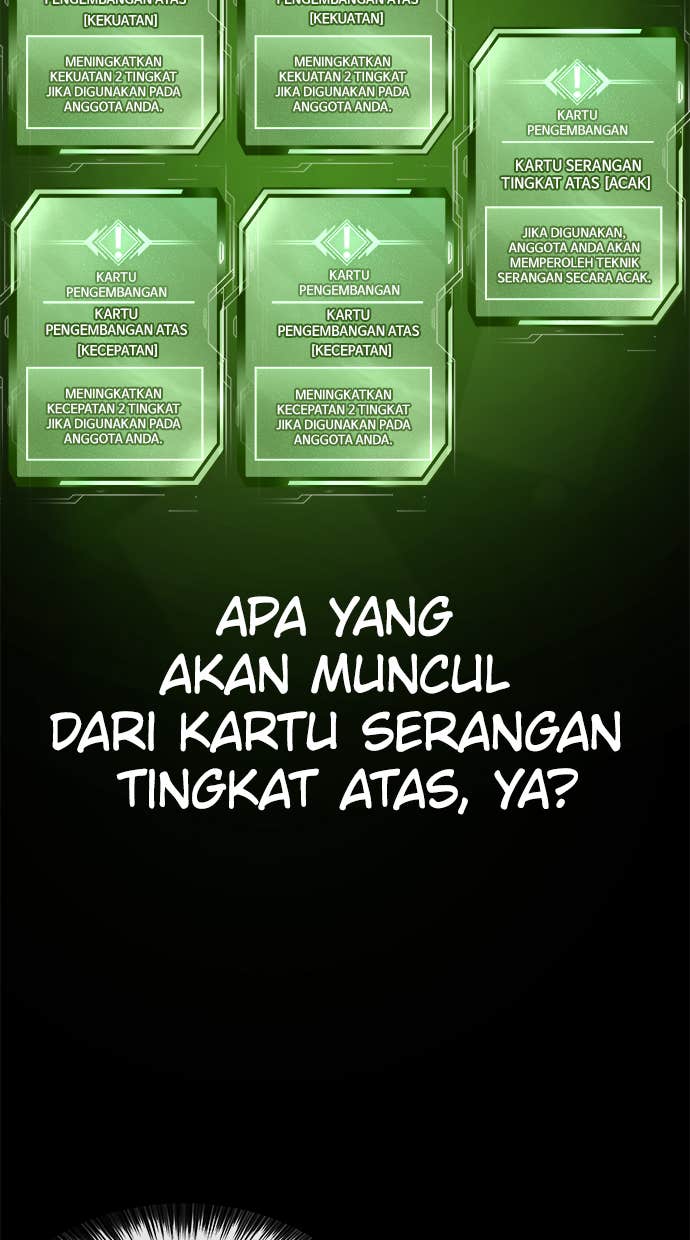 PENGEMBANGAN ATAS
[KEKUATAN]
MENINGKATKAN
KEKUATAN 2 TINGKAT
JIKA DIGUNAKAN PADA
ANGGOTA ANDA.
PENGEMBANGAN ATAS
[KEKUATAN]
MENINGKATKAN
KEKUATAN 2 TINGKAT
JIKA DIGUNAKAN PADA
ANGGOTA ANDA.
KARTU
PENGEMBANGAN
KARTU SERANGAN
TINGKAT ATAS [ACAK]
JIKA DIGUNAKAN,
ANGGOTA ANDA AKAN
MEMPEROLEH TEKNIK
SERANGAN SECARA ACAK.
KARTU
PENGEMBANGAN
KARTU
PENGEMBANGAN ATAS
[KECEPATAN]
MENINGKATKAN
KECEPATAN 2 TINGKAT
JIKA DIGUNAKAN PADA
ANGGOTA ANDA.
KARTU
PENGEMBANGAN
KARTU
PENGEMBANGAN ATAS
[KECEPATAN]
MENINGKATKAN
KECEPATAN 2 TINGKAT
JIKA DIGUNAKAN PADA
ANGGOTA ANDA.
APA YANG
AKAN MUNCUL
DARI KARTU SERANGAN
TINGKAT ATAS, YA?